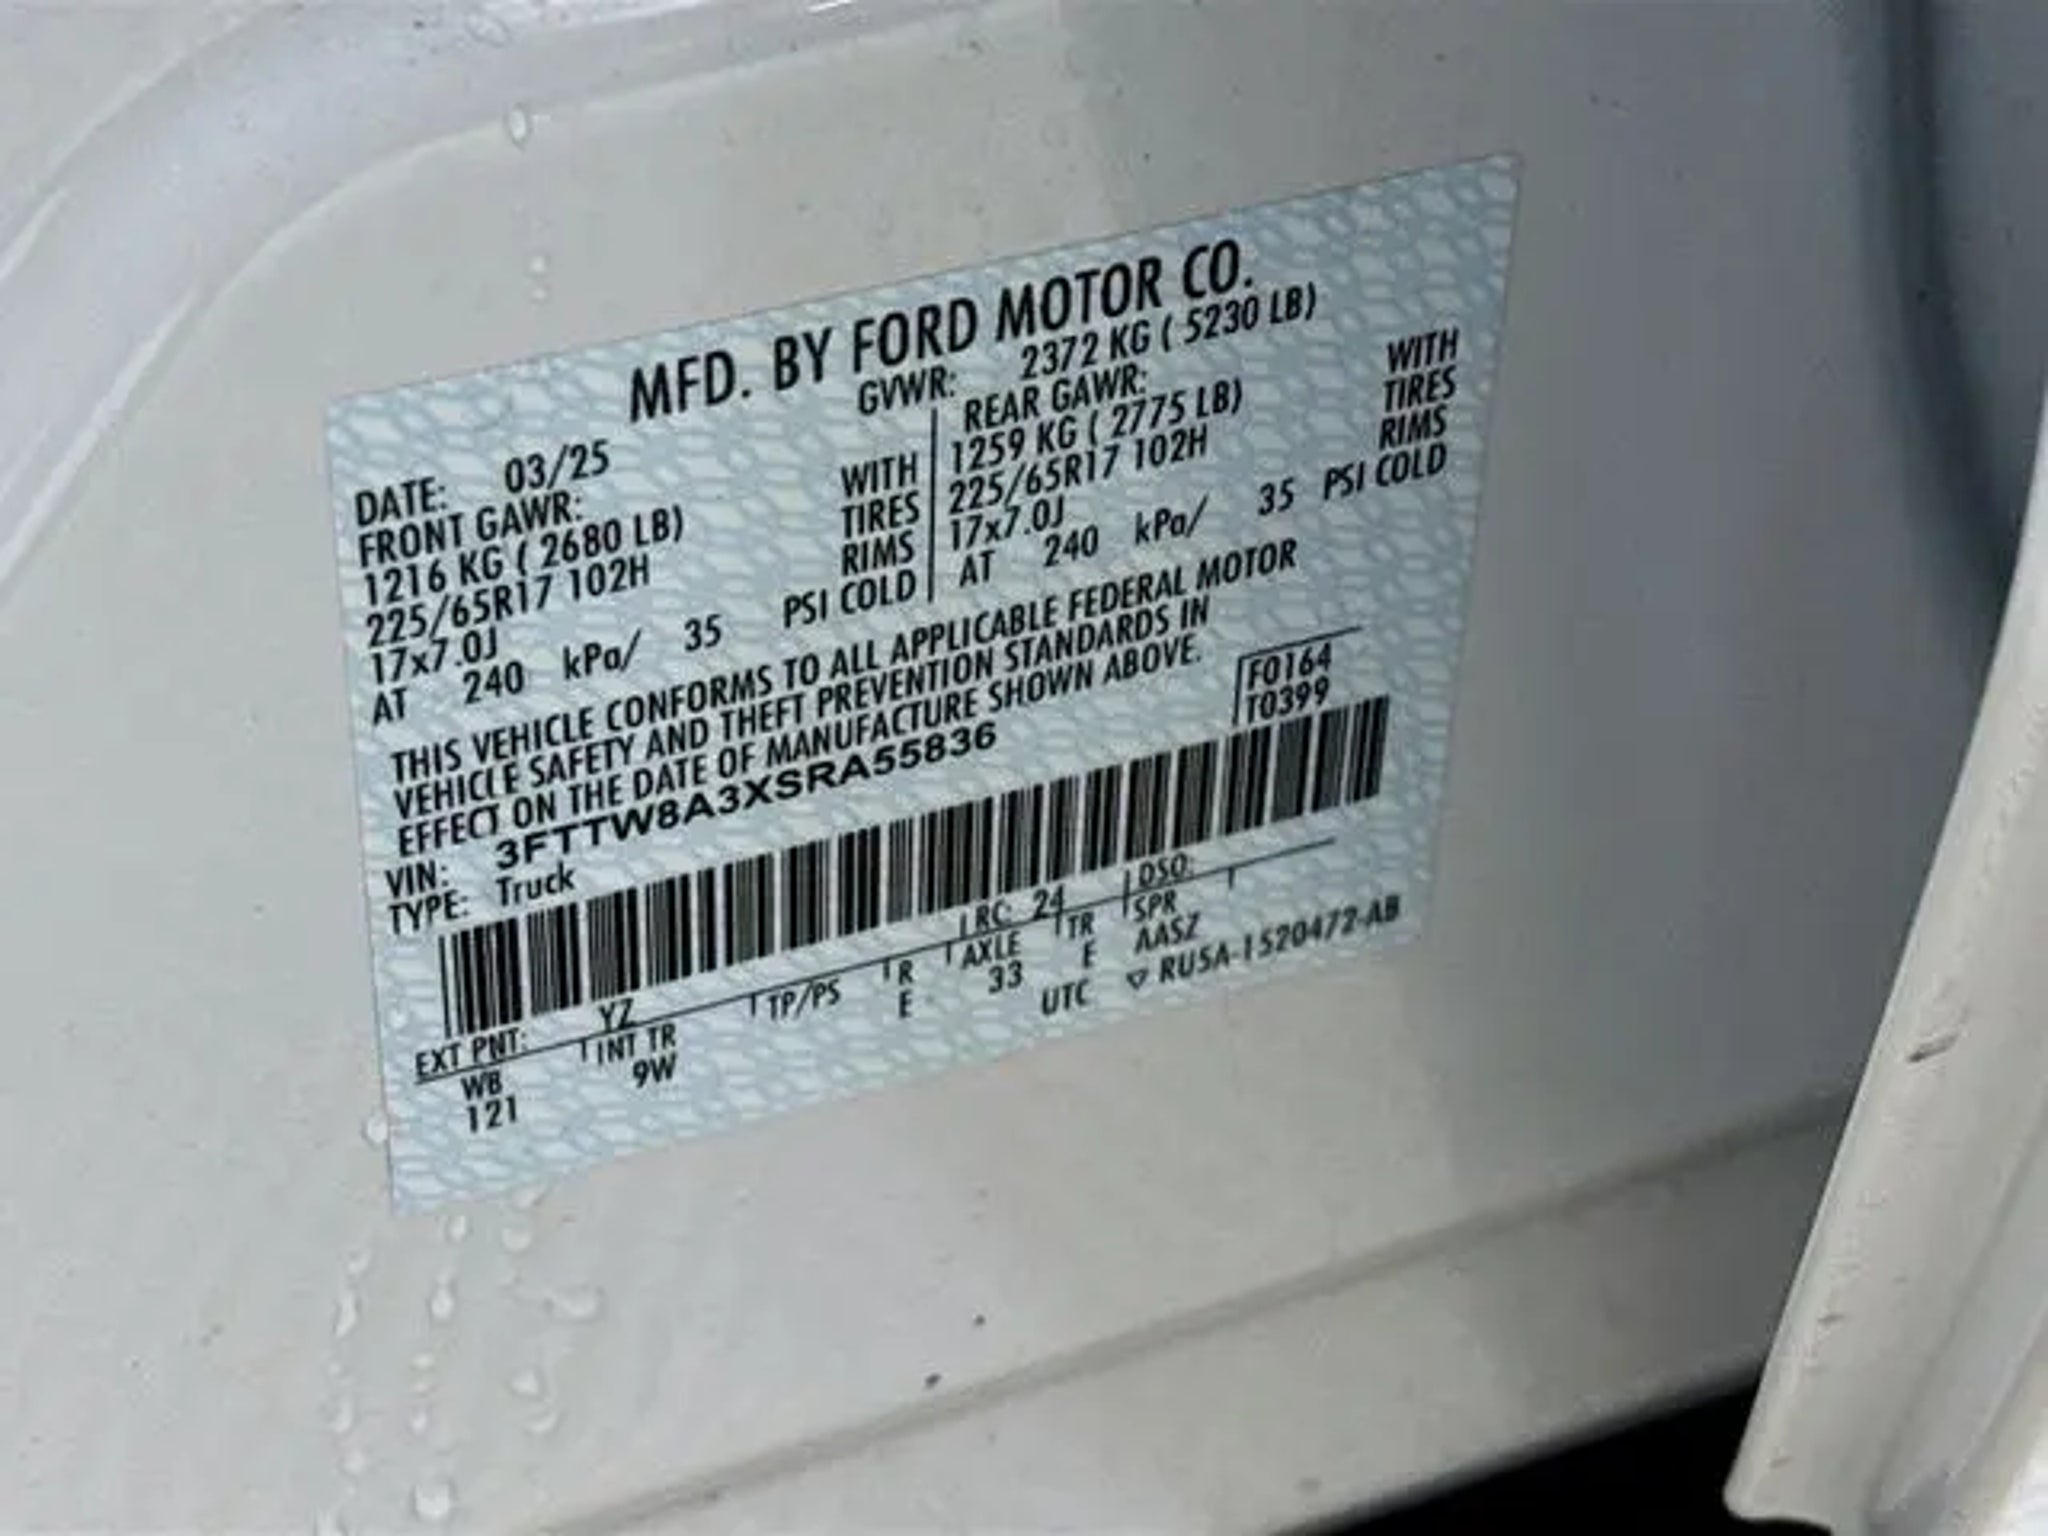 MFD. BY FORD MOTOR CO.
DATE: 03/25 GVWR: 2372 KG ( 5230 LB)
FRONT GAWR: REAR GAWR:
1216 KG ( 2680 LB) WITH 1259 KG ( 2775 LB) WITH
225/65R17 102H TIRES 225/65R17 102H TIRES
17x7.0J RIMS 17x7.0J RIMS
AT 240 kPa/ 35 PSI COLD AT 240 kPa/ 35 PSI COLD
THIS VEHICLE CONFORMS TO ALL APPLICABLE FEDERAL MOTOR
VEHICLE SAFETY AND THEFT PREVENTION STANDARDS IN
EFFECT ON THE DATE OF MANUFACTURE SHOWN ABOVE.
VIN: 3FTTW8A3XSRA55836 F0164
TYPE: Truck T0399
EXT PNT: YZ RC: 24 DSO:
WB INT TR TP/PS R AXLE TR SPR
121 9W E 33 E AASZ
UTC ▽ RU5A-1520472-AB